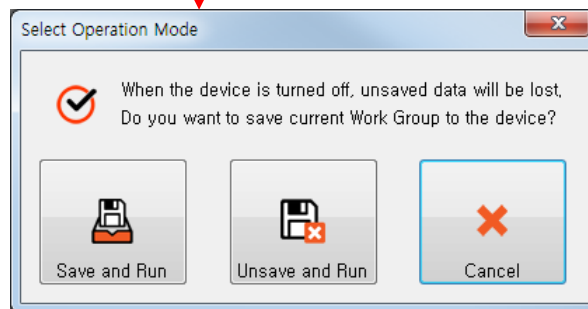 Select Operation Mode
When the device is turned off, unsaved data will be lost,
Do you want to save current Work Group to the device?
Save and Run
Unsave and Run
Cancel